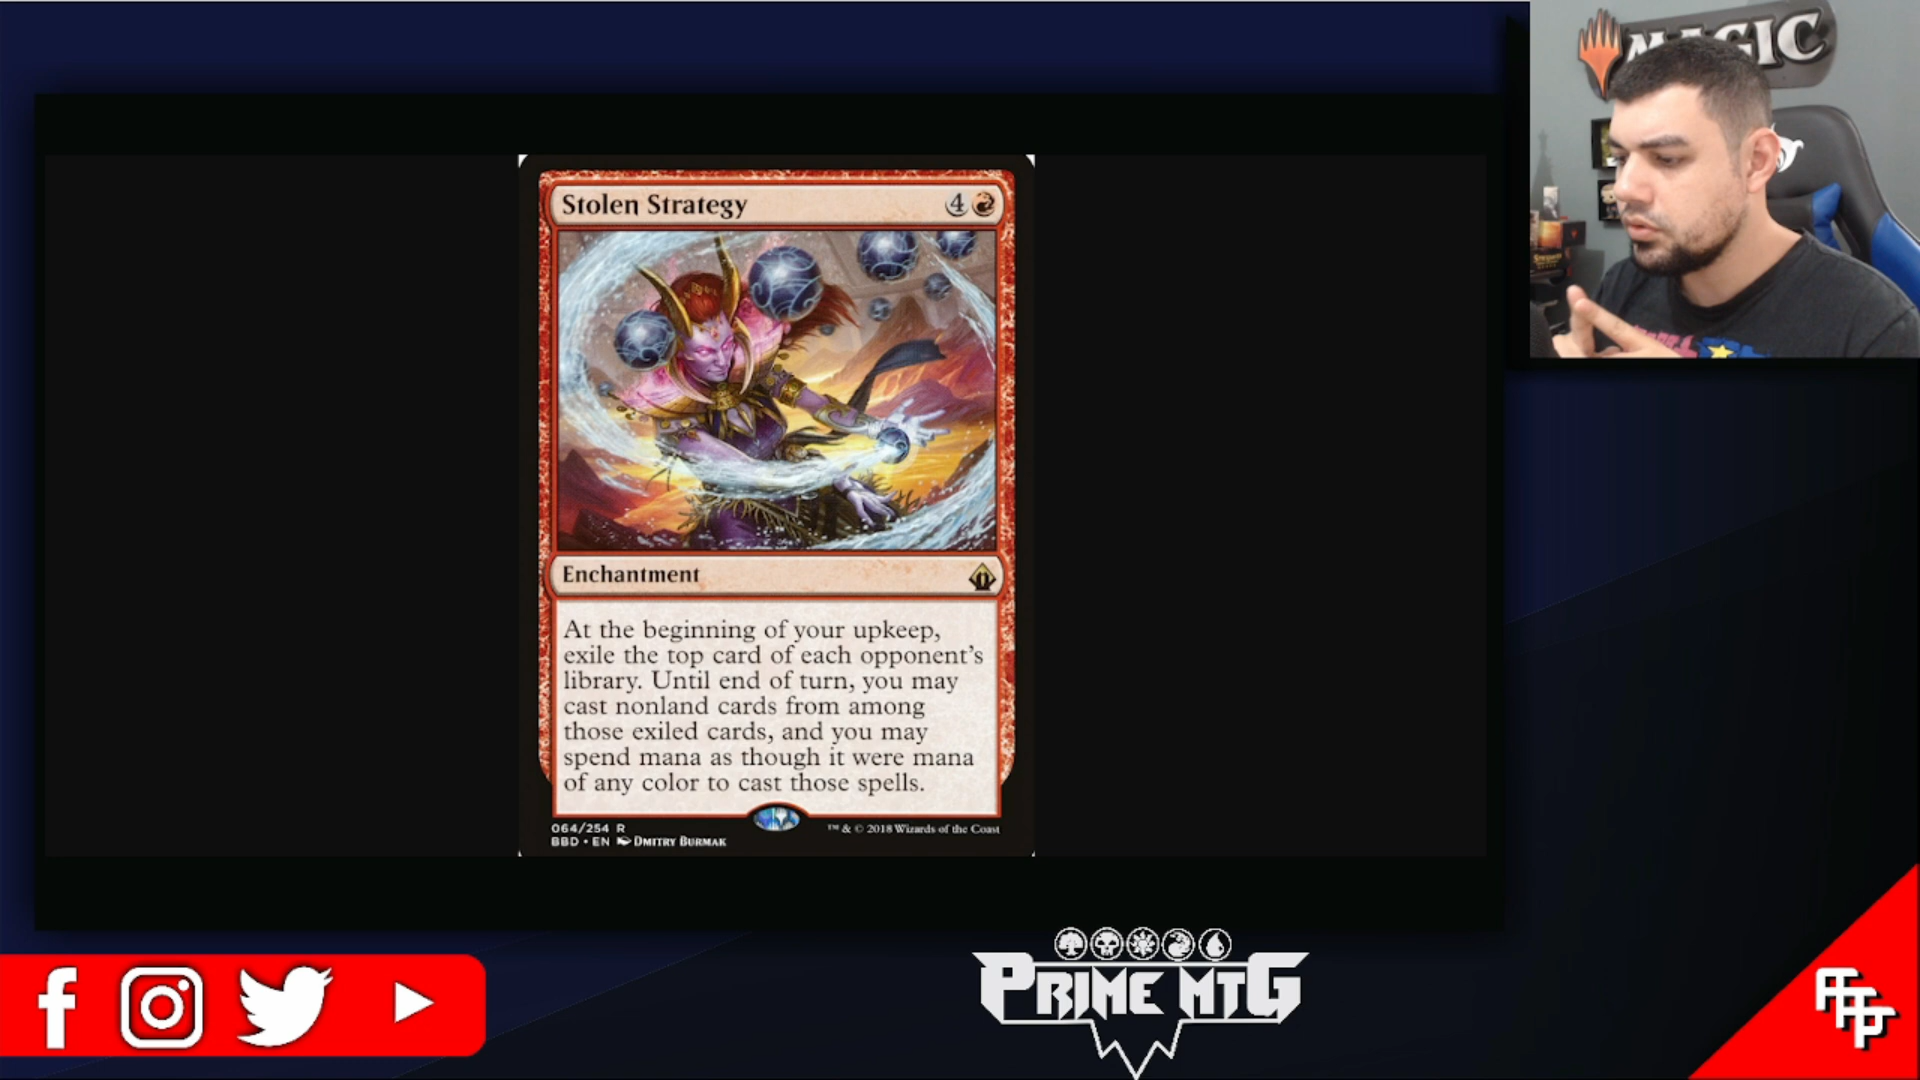 MAGIC
Stolen Strategy
4
Enchantment
At the beginning of your upkeep,
exile the top card of each opponent's
library. Until end of turn, you may
cast nonland cards from among
those exiled cards, and you may
spend mana as though it were mana
of any color to cast those spells.
064/254 R
BBD • EN DMITRY BURMAK
™ & © 2018 Wizards of the Coast
PRIME MTG